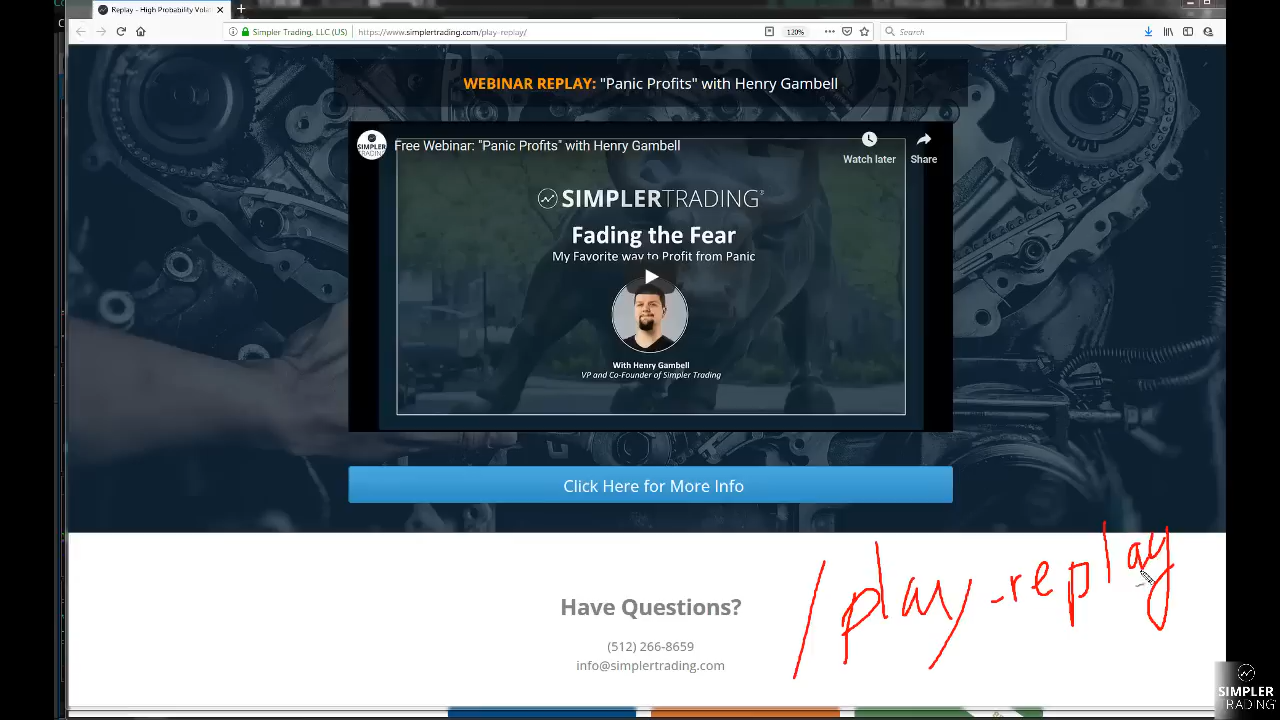 Replay - High Probability Vola
Simpler Trading, LLC (US)
https://www.simplertrading.com/play-replay/
120%
Search
WEBINAR REPLAY: "Panic Profits" with Henry Gambell
SIMPLER TRADING
Free Webinar: "Panic Profits" with Henry Gambell
Watch later
Share
SIMPLERTRADING®
Fading the Fear
My Favorite way to Profit from Panic
With Henry Gambell
VP and Co-Founder of Simpler Trading
Click Here for More Info
/play-replay
Have Questions?
(512) 266-8659
info@simplertrading.com
SIMPLER
TRADING